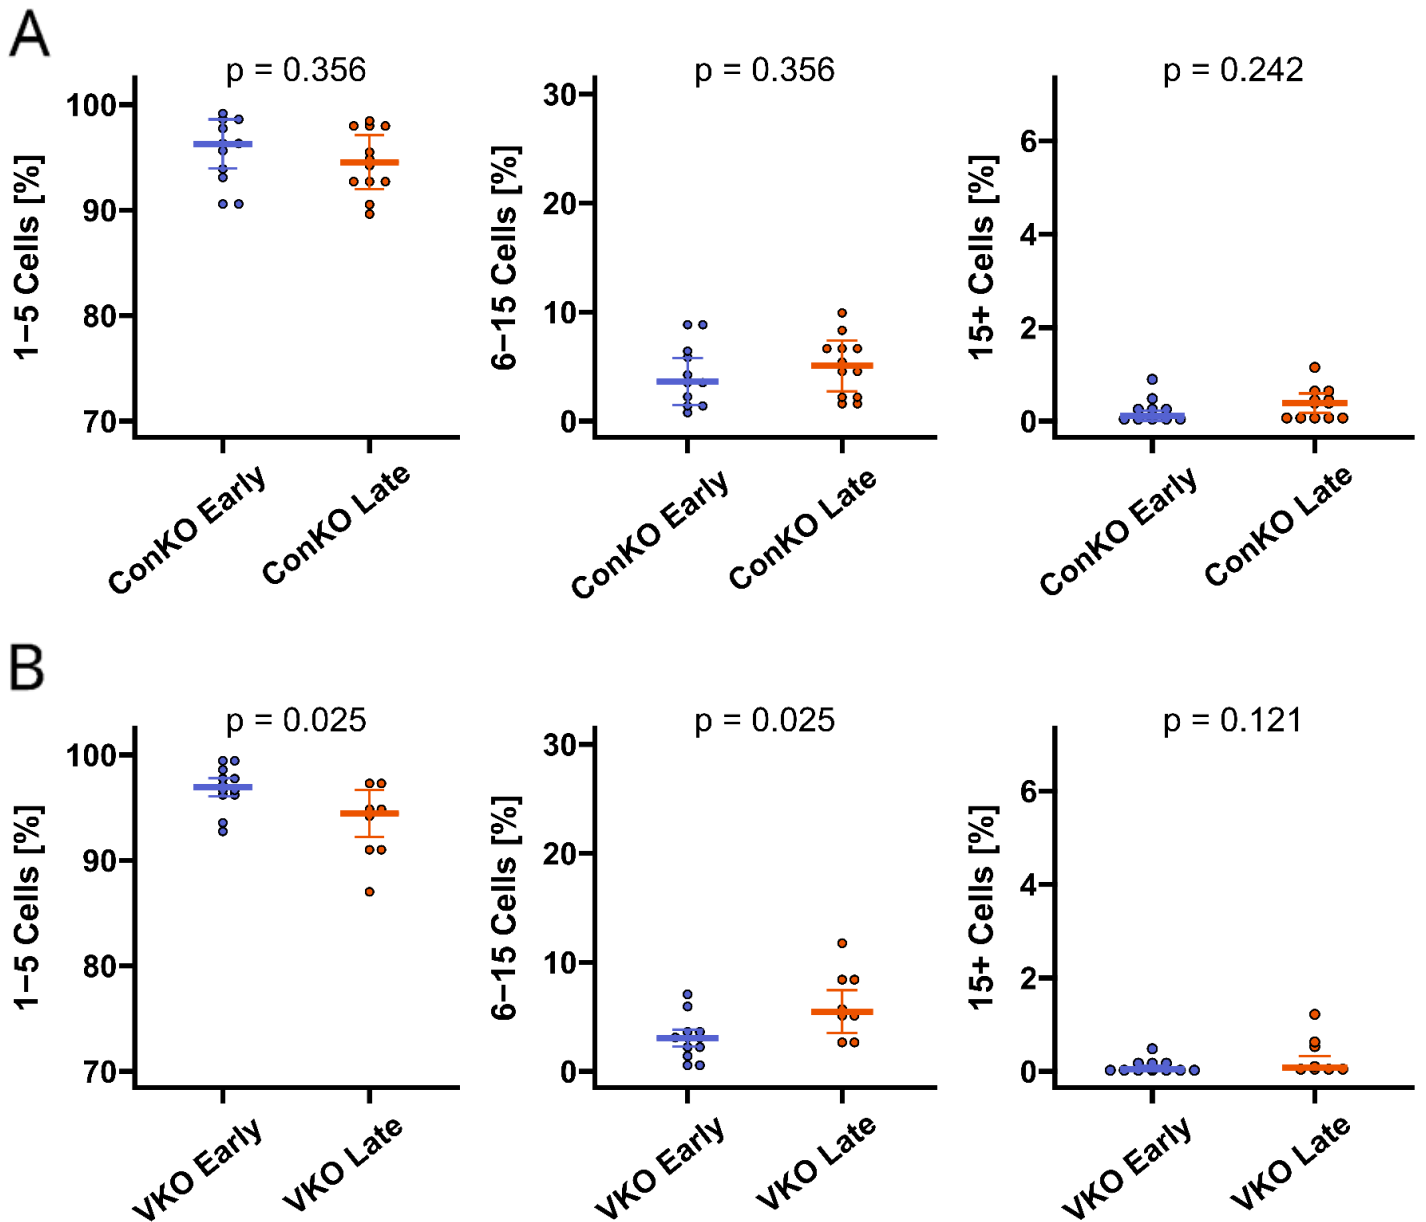 A
p = 0.356
p = 0.356
p = 0.242
1–5 Cells [%]
100
90
80
70
ConKO Early
ConKO Late
6–15 Cells [%]
30
20
10
0
ConKO Early
ConKO Late
15+ Cells [%]
6
4
2
0
ConKO Early
ConKO Late
B
p = 0.025
p = 0.025
p = 0.121
1–5 Cells [%]
100
90
80
70
VKO Early
VKO Late
6–15 Cells [%]
30
20
10
0
VKO Early
VKO Late
15+ Cells [%]
6
4
2
0
VKO Early
VKO Late